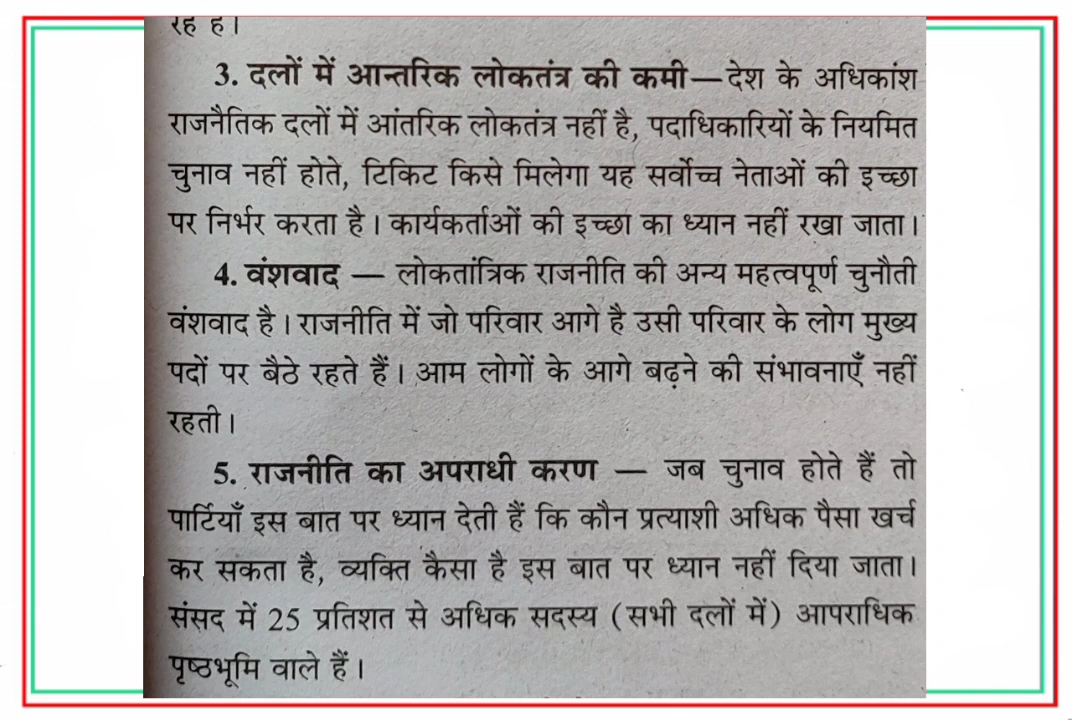 रहे हैं।
3. दलों में आन्तरिक लोकतंत्र की कमी—देश के अधिकांश
राजनैतिक दलों में आंतरिक लोकतंत्र नहीं है, पदाधिकारियों के नियमित
चुनाव नहीं होते, टिकिट किसे मिलेगा यह सर्वोच्च नेताओं की इच्छा
पर निर्भर करता है। कार्यकर्ताओं की इच्छा का ध्यान नहीं रखा जाता।
4. वंशवाद — लोकतांत्रिक राजनीति की अन्य महत्वपूर्ण चुनौती
वंशवाद है। राजनीति में जो परिवार आगे है उसी परिवार के लोग मुख्य
पदों पर बैठे रहते हैं। आम लोगों के आगे बढ़ने की संभावनाएँ नहीं
रहती।
5. राजनीति का अपराधी करण — जब चुनाव होते हैं तो
पार्टियाँ इस बात पर ध्यान देती हैं कि कौन प्रत्याशी अधिक पैसा खर्च
कर सकता है, व्यक्ति कैसा है इस बात पर ध्यान नहीं दिया जाता।
संसद में 25 प्रतिशत से अधिक सदस्य (सभी दलों में) आपराधिक
पृष्ठभूमि वाले हैं।